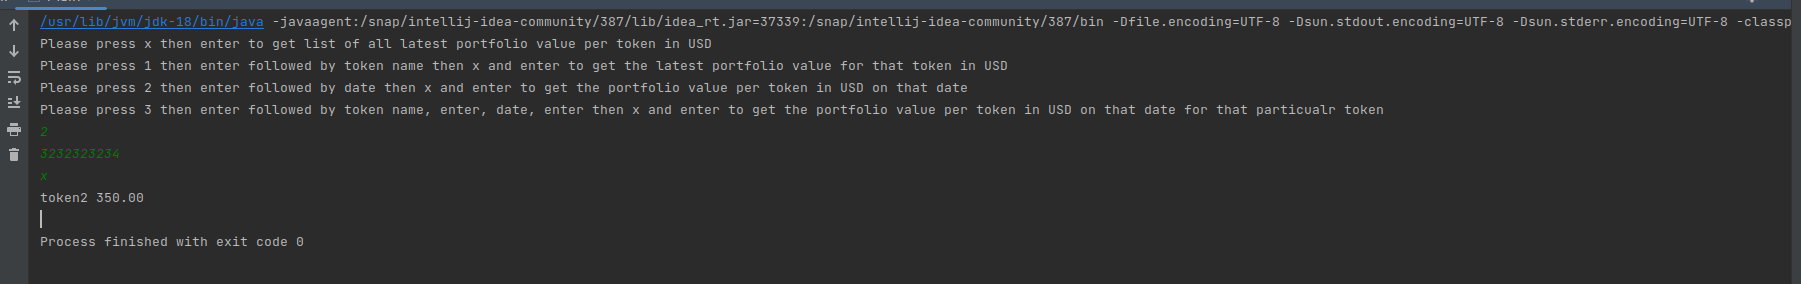 /usr/lib/jvm/jdk-18/bin/java -javaagent:/snap/intellij-idea-community/387/lib/idea_rt.jar=37339:/snap/intellij-idea-community/387/bin -Dfile.encoding=UTF-8 -Dsun.stdout.encoding=UTF-8 -Dsun.stderr.encoding=UTF-8 -classp
Please press x then enter to get list of all latest portfolio value per token in USD
Please press 1 then enter followed by token name then x and enter to get the latest portfolio value for that token in USD
Please press 2 then enter followed by date then x and enter to get the portfolio value per token in USD on that date
Please press 3 then enter followed by token name, enter, date, enter then x and enter to get the portfolio value per token in USD on that date for that particualr token
2
3232323234
x
token2 350.00
Process finished with exit code 0